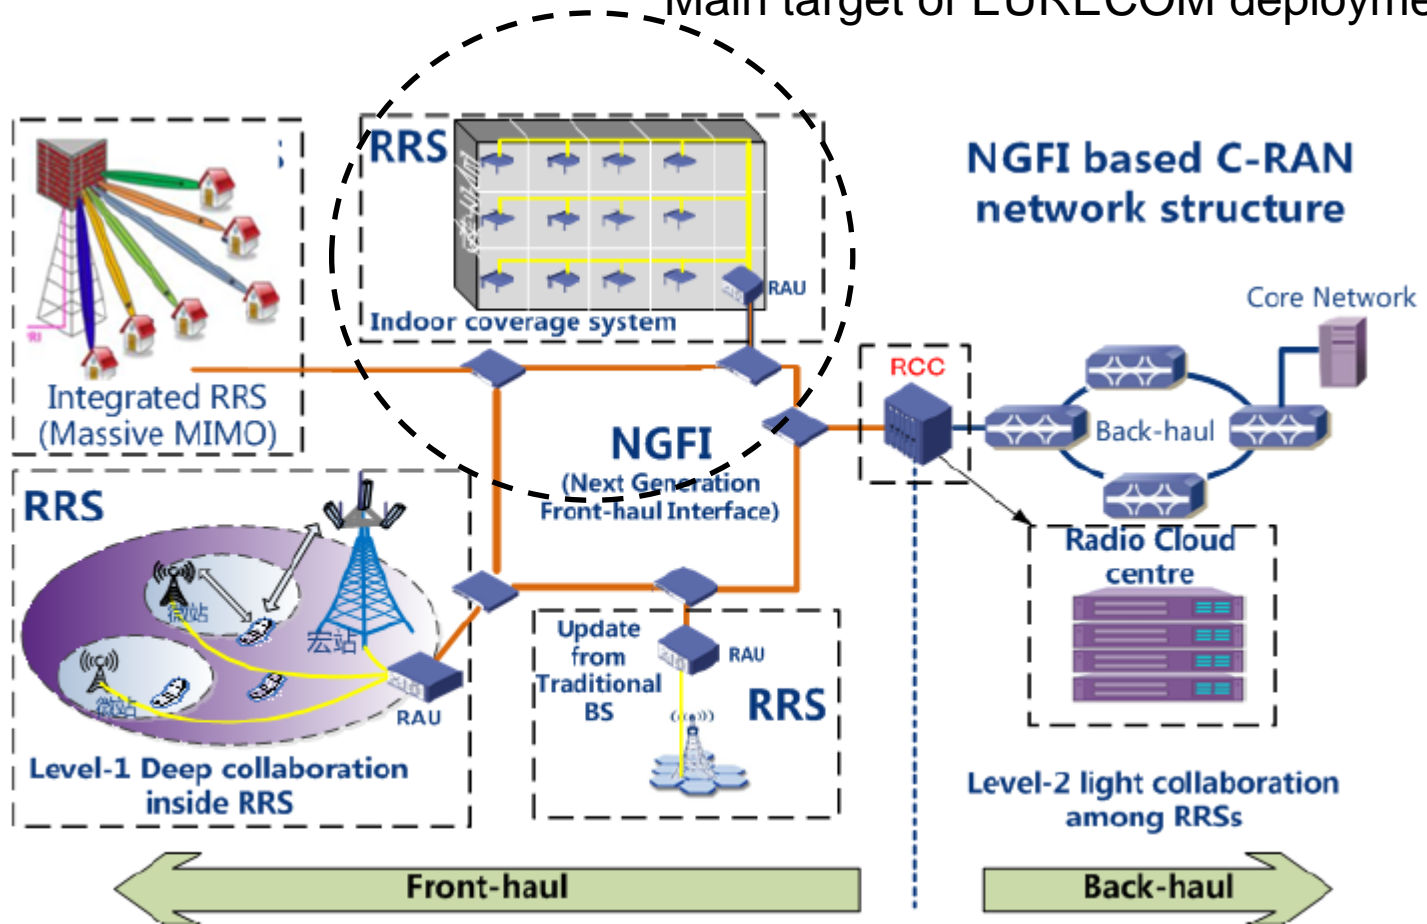 Main target of EURECOM deployme
RRS
NGFI based C-RAN
network structure
RAU
Core Network
Indoor coverage system
RCC
Integrated RRS
(Massive MIMO)
NGFI
(Next Generation
Front-haul Interface)
Back-haul
RRS
Radio Cloud
centre
微站
宏站
微站
RAU
Update
from
Traditional
BS
RAU
RRS
Level-1 Deep collaboration
inside RRS
Level-2 light collaboration
among RRSs
Front-haul
Back-haul